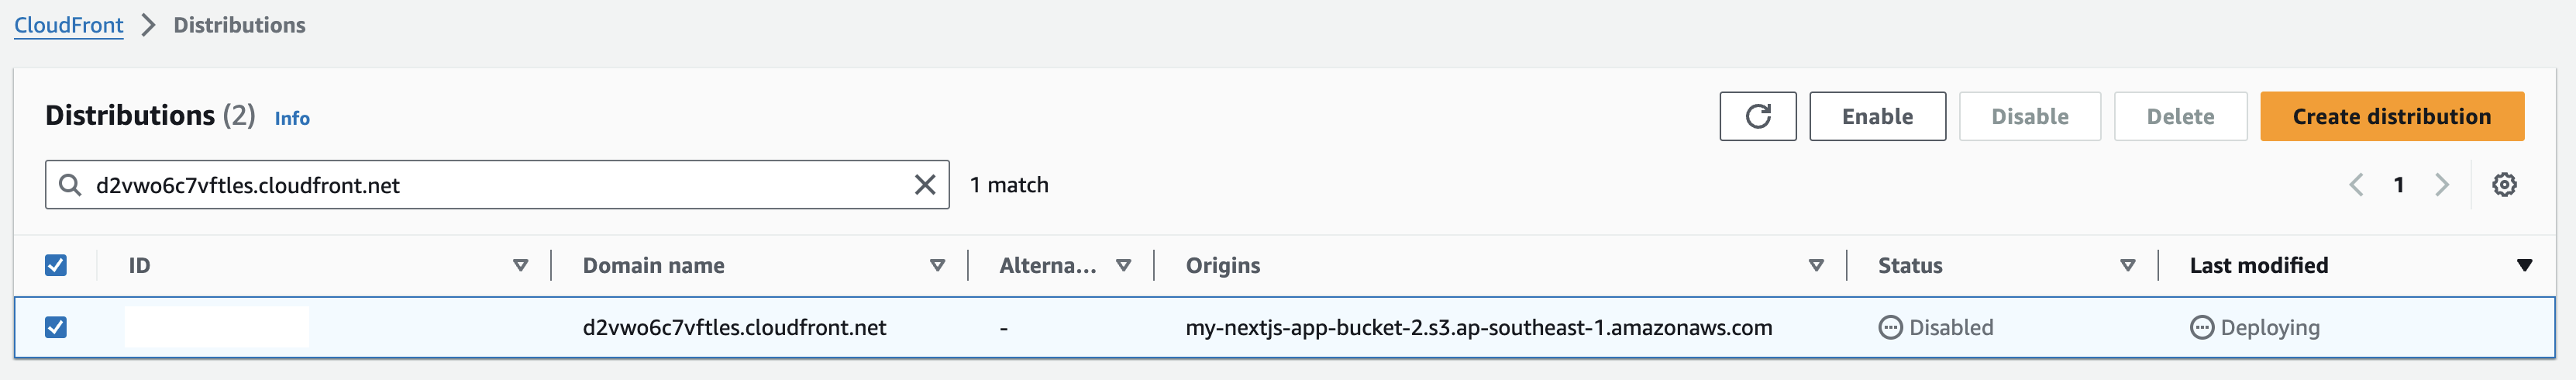 CloudFront > Distributions
Distributions (2) Info Enable Disable Delete Create distribution
d2vwo6c7vftles.cloudfront.net 1 match 1
ID Domain name Alterna... Origins Status Last modified
d2vwo6c7vftles.cloudfront.net - my-nextjs-app-bucket-2.s3.ap-southeast-1.amazonaws.com Disabled Deploying